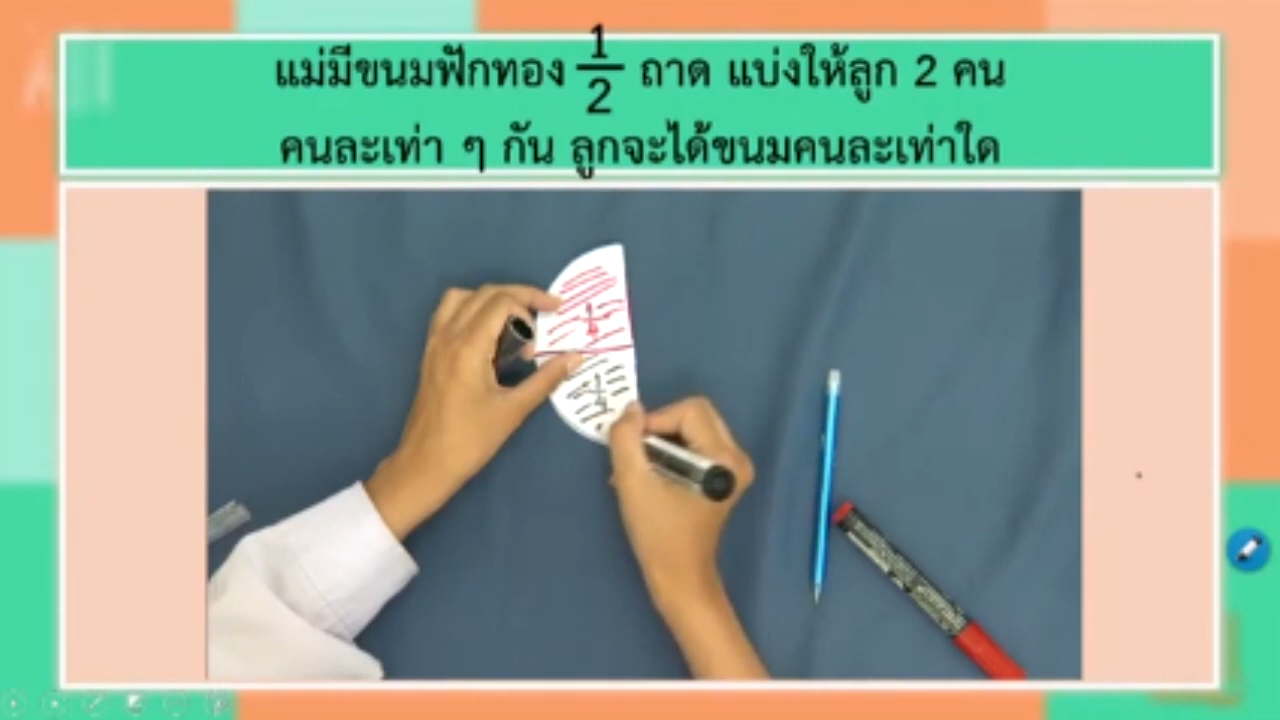 แม่มีขนมฟักทอง 1/2 ถาด แบ่งให้ลูก 2 คน
คนละเท่า ๆ กัน ลูกจะได้ขนมคนละเท่าใด